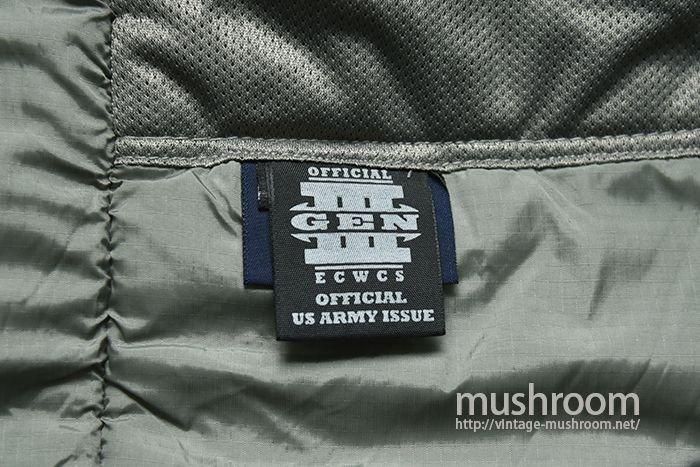 OFFICIAL
III
GEN
III
ECWCS
OFFICIAL
US ARMY ISSUE
mushroom
http://vintage-mushroom.net/